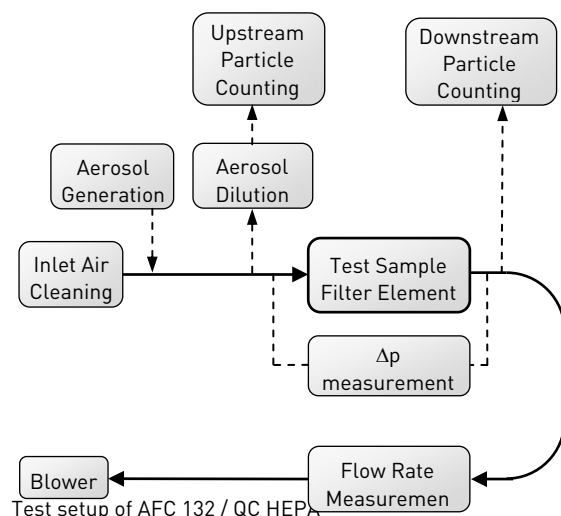 Upstream
Particle
Counting
Downstream
Particle
Counting
Aerosol
Generation
Aerosol
Dilution
Inlet Air
Cleaning
Test Sample
Filter Element
Δp
measurement
Blower
Flow Rate
Measuremen
Test setup of AFC 132 / QC HEPA